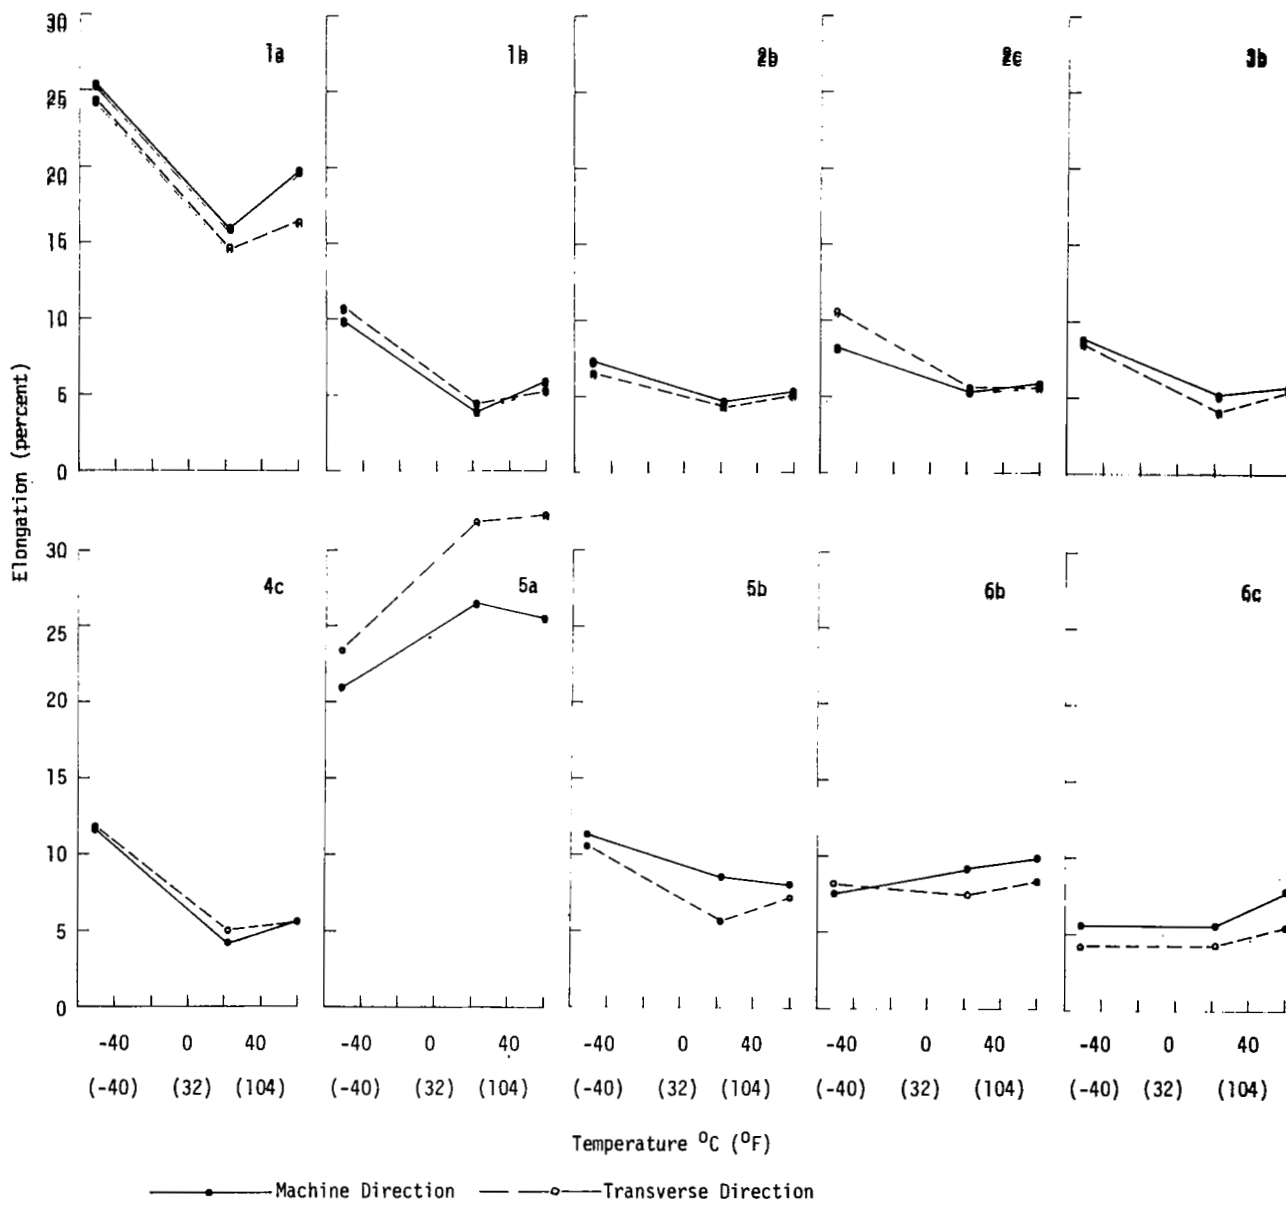 30
1a
1b
2b
2c
3b
25
20
15
10
5
0
Elongation (percent)
30
4c
5a
5b
6b
6c
25
20
15
10
5
0
-40 0 40 -40 0 40 -40 0 40 -40 0 40 -40 0 40
(-40) (32) (104) (-40) (32) (104) (-40) (32) (104) (-40) (32) (104) (-40) (32) (104)
Temperature °C (°F)
Machine Direction
Transverse Direction